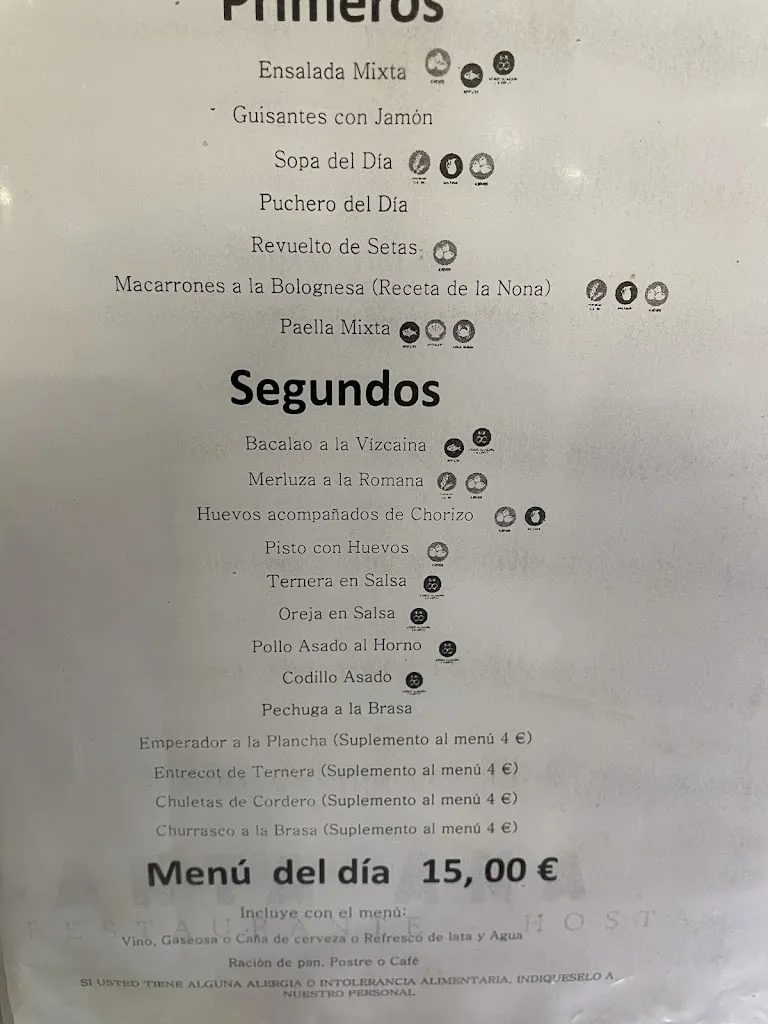 Primeros
Ensalada Mixta
Guisantes con Jamón
Sopa del Día
Puchero del Día
Revuelto de Setas
Macarrones a la Bolognesa (Receta de la Nona)
Paella Mixta
Segundos
Bacalao a la Vízcaina
Merluza a la Romana
Huevos acompañados de Chorizo
Pisto con Huevos
Ternera en Salsa
Oreja en Salsa
Pollo Asado al Horno
Codillo Asado
Pechuga a la Brasa
Emperador a la Plancha (Suplemento al menú 4 €)
Entrecot de Ternera (Suplemento al menú 4 €)
Chuletas de Cordero (Suplemento al menú 4 €)
Churrasco a la Brasa (Suplemento al menú 4 €)
Menú del día 15, 00 €
Incluye con el menú:
Vino, Gaseosa o Caña de cerveza o Refresco de lata y Agua
Ración de pan, Postre o Café
SI USTED TIENE ALGUNA ALERGIA O INTOLERANCIA ALIMENTARIA, INDIQUESELO A
NUESTRO PERSONAL